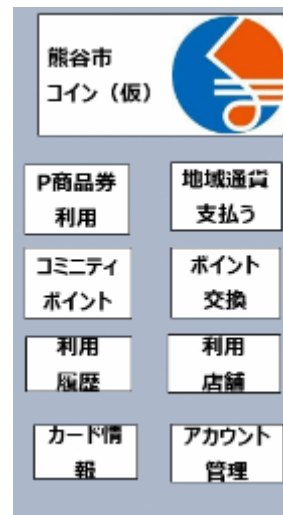 熊谷市
コイン（仮）
P商品券
利用
地域通貨
支払う
コミニティ
ポイント
ポイント
交換
利用
履歴
利用
店舗
カード情
報
アカウント
管理